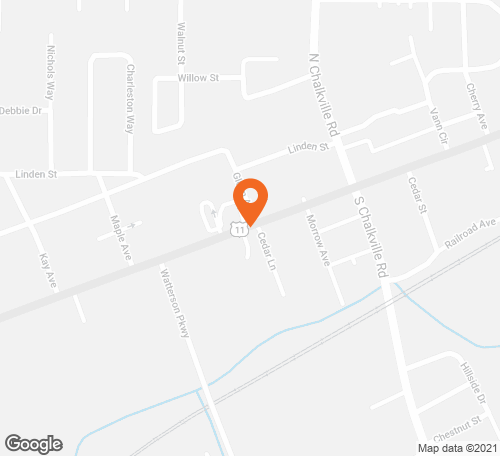 Nichols Way
Walnut St
N Chalkville Rd
Charleston Way
Willow St
Debbie Dr
Cherry Ave
Vann Cir
Linden St
Linden St
Gl
Cedar St
S Chalkville Rd
Maple Ave
Morrow Ave
11
Cedar Ln
Railroad Ave
Kay Ave
Watterson Pkwy
Hillside Dr
Chestnut St
Google
Map data ©2021